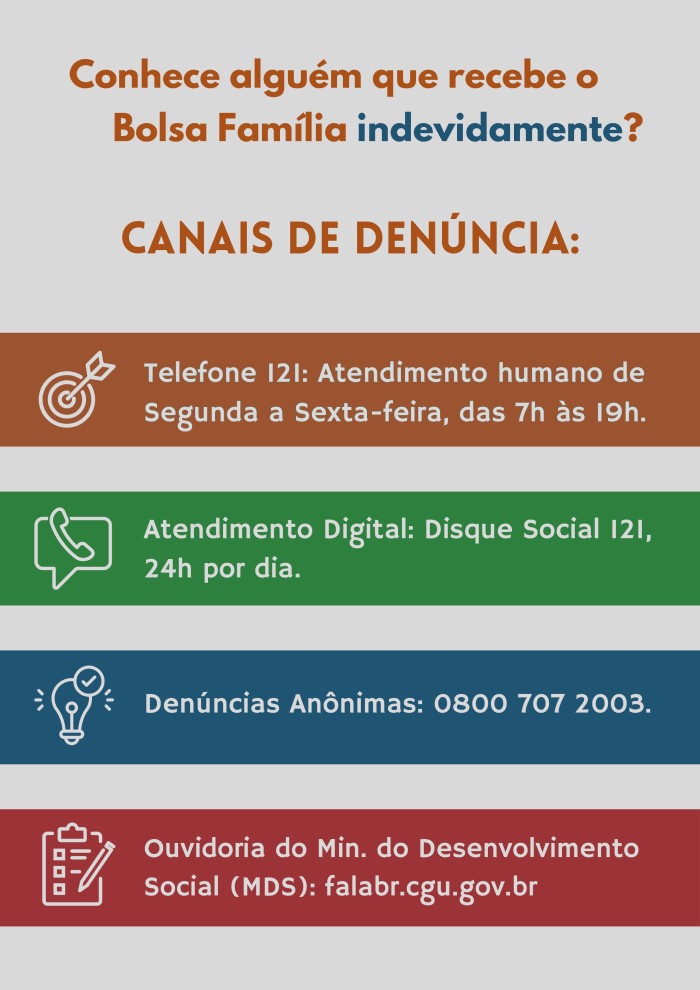 Conhece alguém que recebe o
Bolsa Família indevidamente?
CANAIS DE DENÚNCIA:
Telefone 121: Atendimento humano de
Segunda a Sexta-feira, das 7h às 19h.
Atendimento Digital: Disque Social 121,
24h por dia.
Denúncias Anônimas: 0800 707 2003.
Ouvidoria do Min. do Desenvolvimento
Social (MDS): falabr.cgu.gov.br